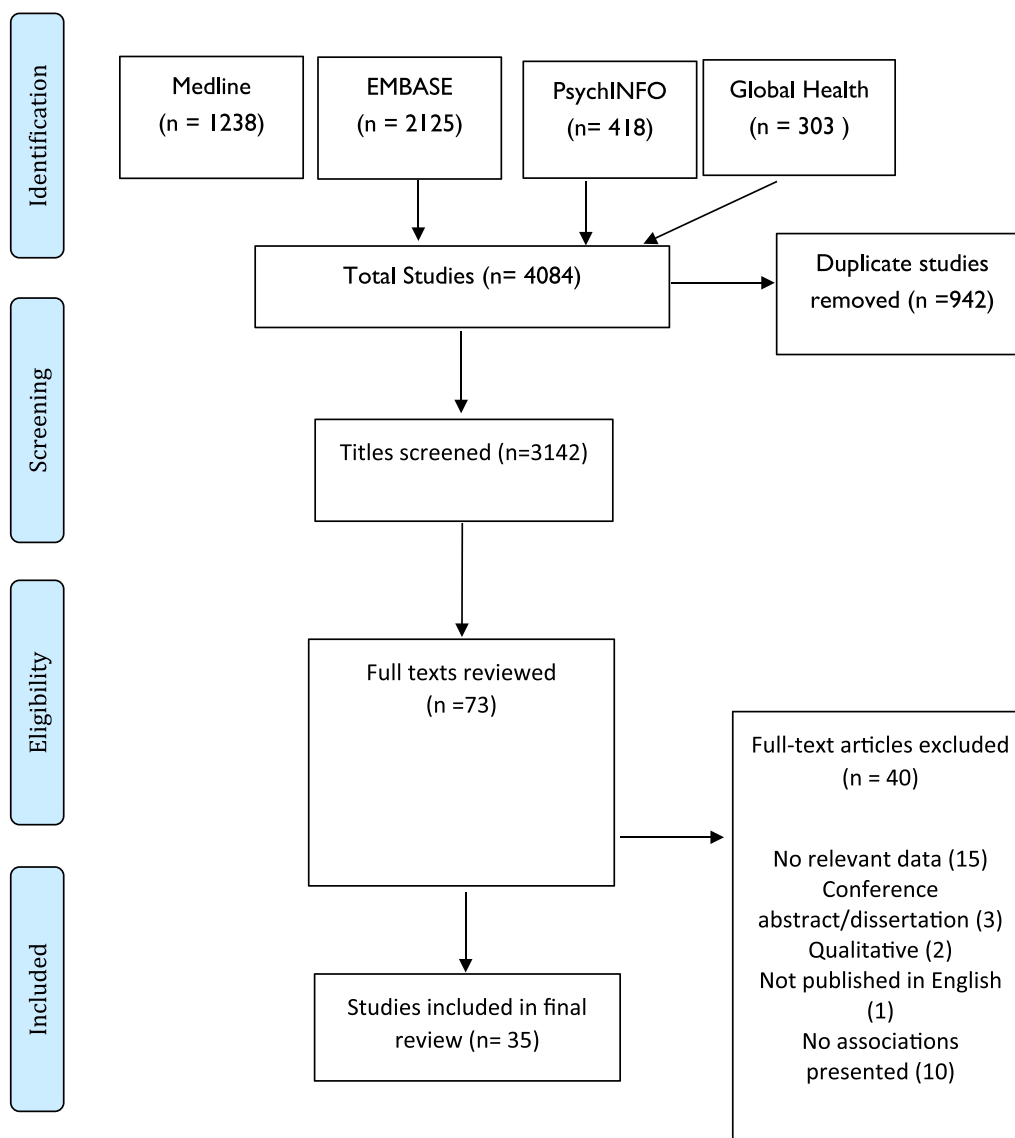 Identification
Medline
(n = 1238)
EMBASE
(n = 2125)
PsychINFO
(n= 418)
Global Health
(n = 303 )
Total Studies (n= 4084)
Duplicate studies
removed (n =942)
Screening
Titles screened (n=3142)
Eligibility
Full texts reviewed
(n =73)
Full-text articles excluded
(n = 40)
No relevant data (15)
Conference
abstract/dissertation (3)
Qualitative (2)
Not published in English
(1)
No associations
presented (10)
Included
Studies included in final
review (n= 35)